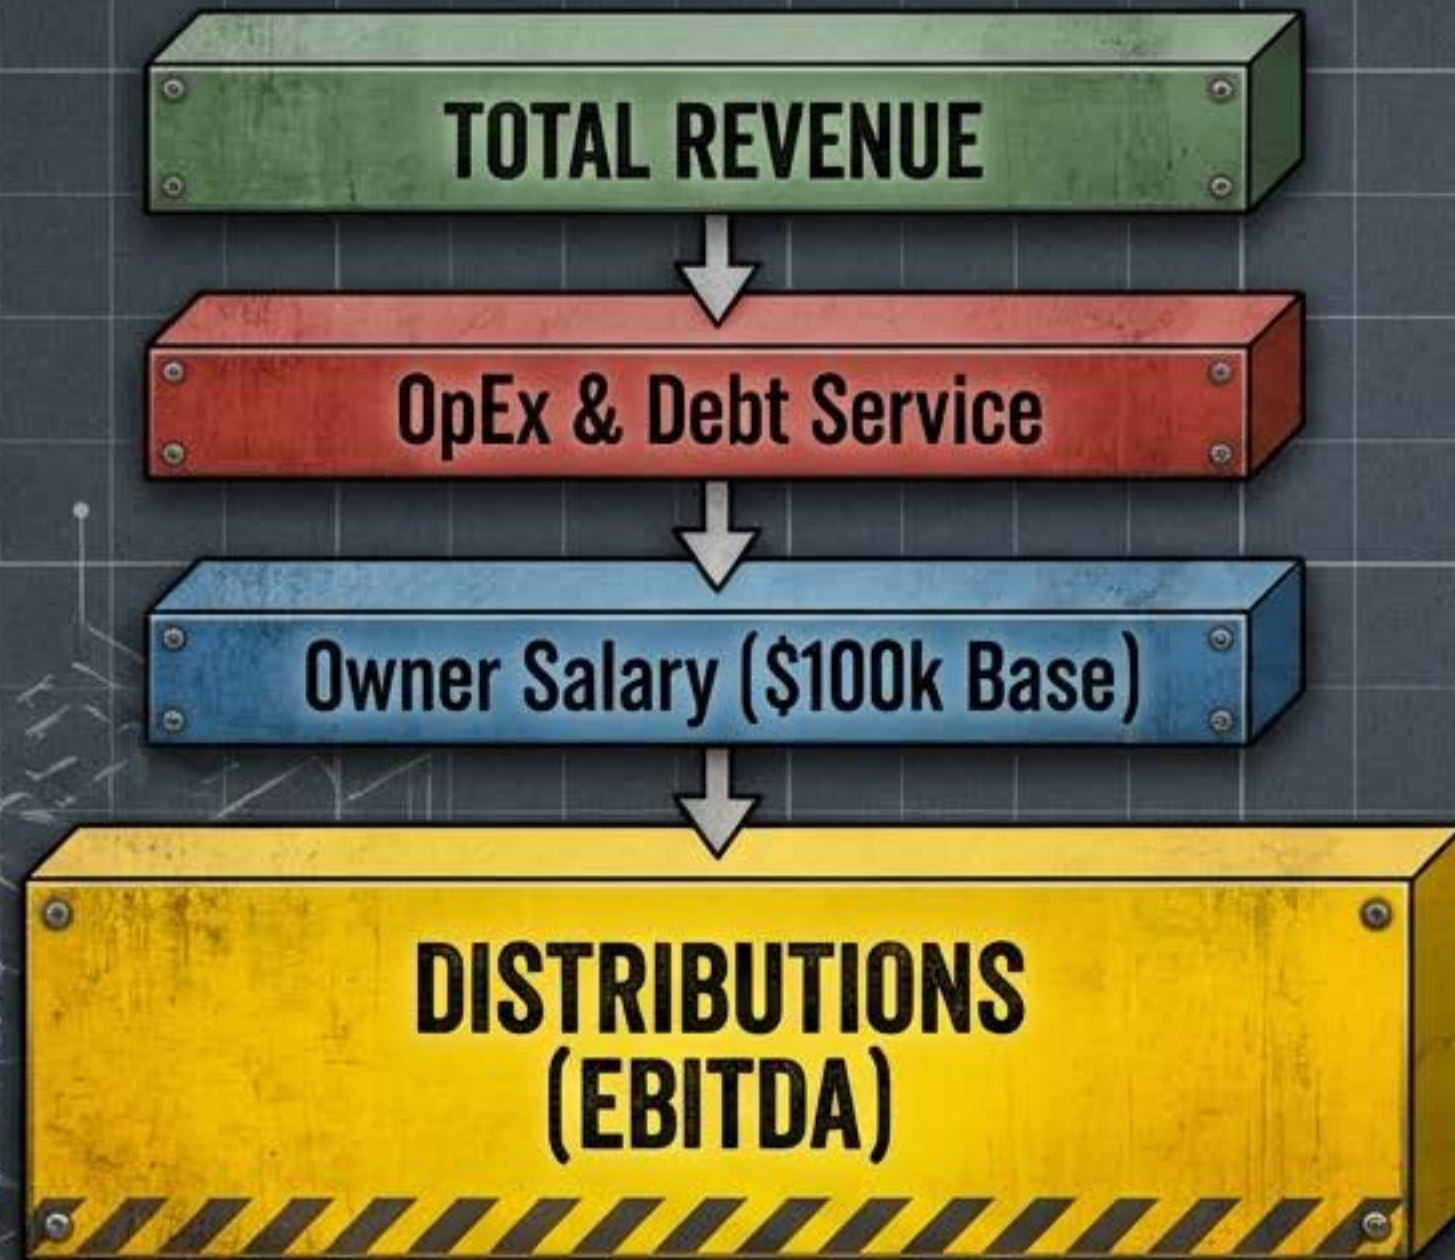 TOTAL REVENUE
OpEx & Debt Service
Owner Salary ($100k Base)
DISTRIBUTIONS
(EBITDA)